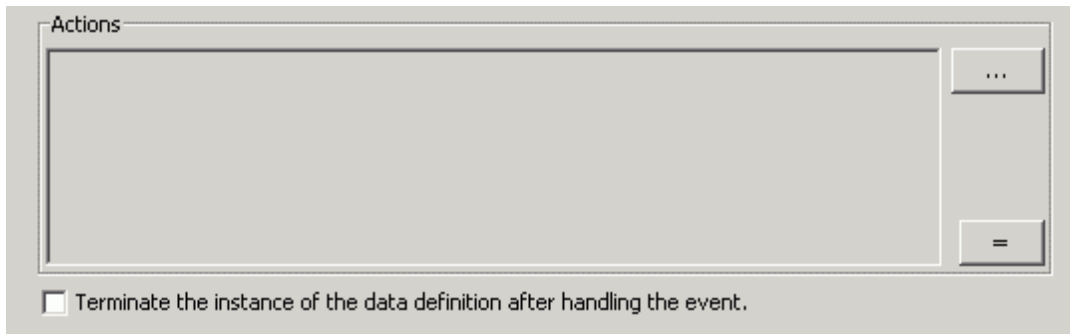 Actions
...
=
Terminate the instance of the data definition after handling the event.